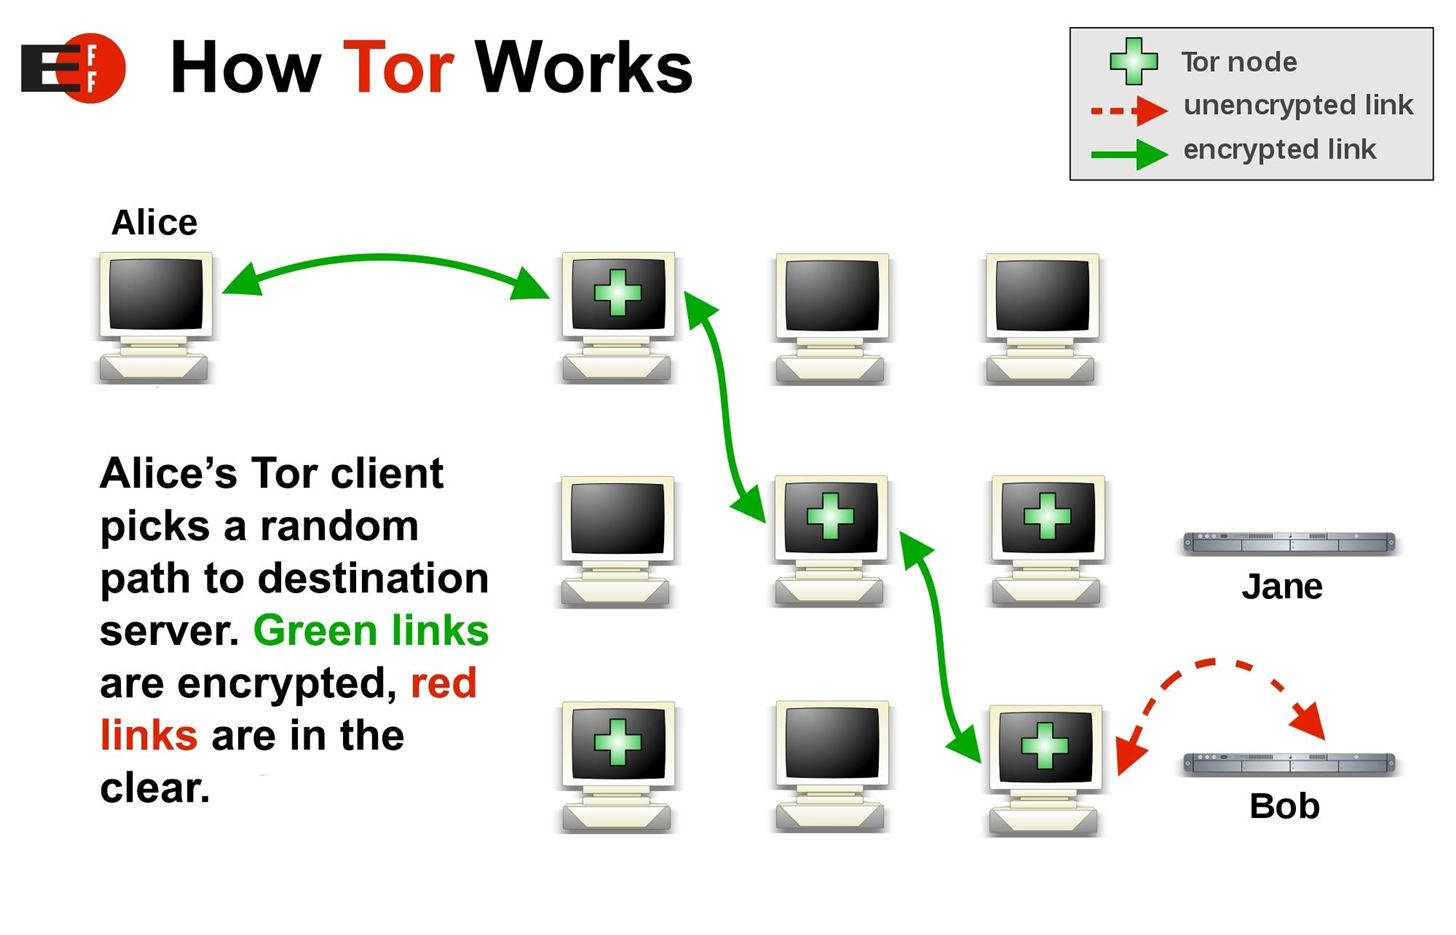 EFF
How Tor Works
Tor node
unencrypted link
encrypted link
Alice
Alice’s Tor client
picks a random
path to destination
server. Green links
are encrypted, red
links are in the
clear.
Jane
Bob